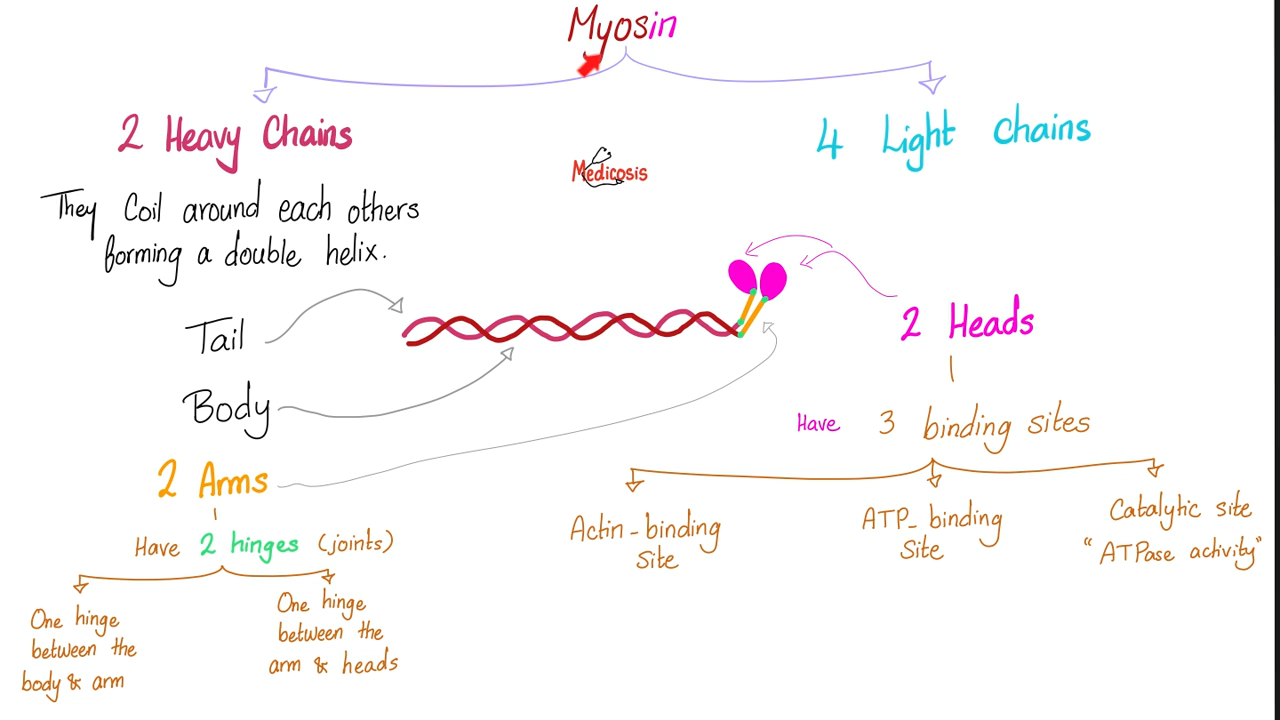 Myosin
2 Heavy Chains
4 Light chains
Medicosis
They Coil around each others
forming a double helix.
Tail
Body
2 Arms
Have 2 hinges (joints)
One hinge
between the
body & arm
One hinge
between the
arm & heads
2 Heads
Have 3 binding sites
Actin-binding
Site
ATP-binding
Site
Catalytic site
"ATPase activity"